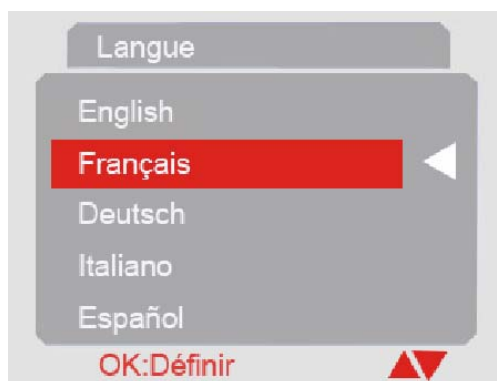 Langue
English
Français
Deutsch
Italiano
Español
OK:Définir